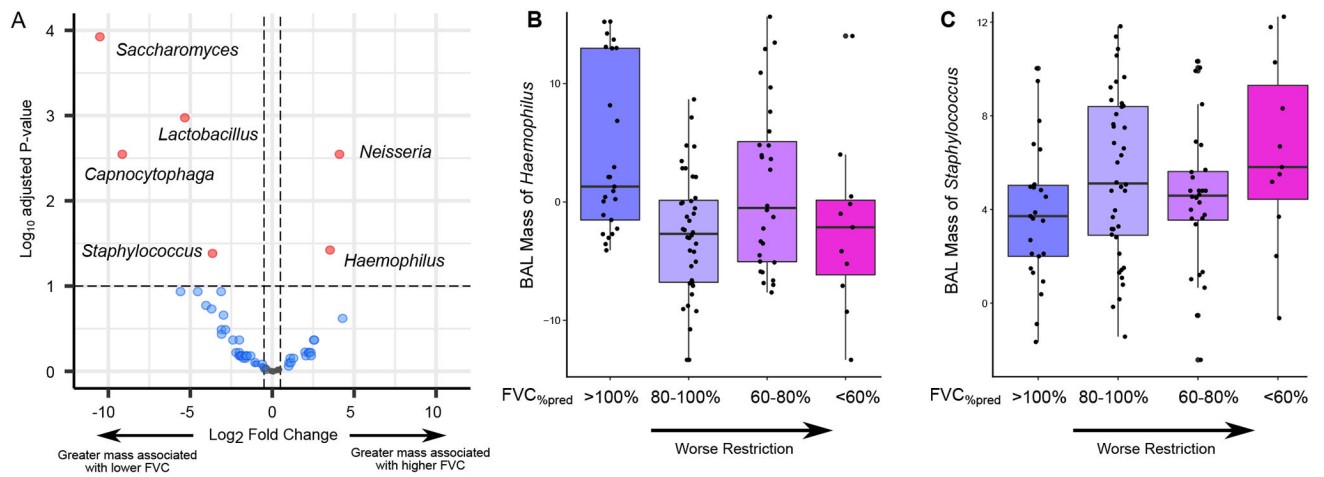 A
Log10 adjusted P-value
4
3
2
1
0
Saccharomyces
Lactobacillus
Capnocytophaga
Neisseria
Staphylococcus
Haemophilus
-10
-5
0
5
10
Log2 Fold Change
Greater mass associated
with lower FVC
Greater mass associated
with higher FVC
B
BAL Mass of Haemophilus
10
0
−10
FVC%pred
>100%
80-100%
60-80%
<60%
Worse Restriction
C
BAL Mass of Staphylococcus
12
8
4
0
FVC%pred
>100%
80-100%
60-80%
<60%
Worse Restriction